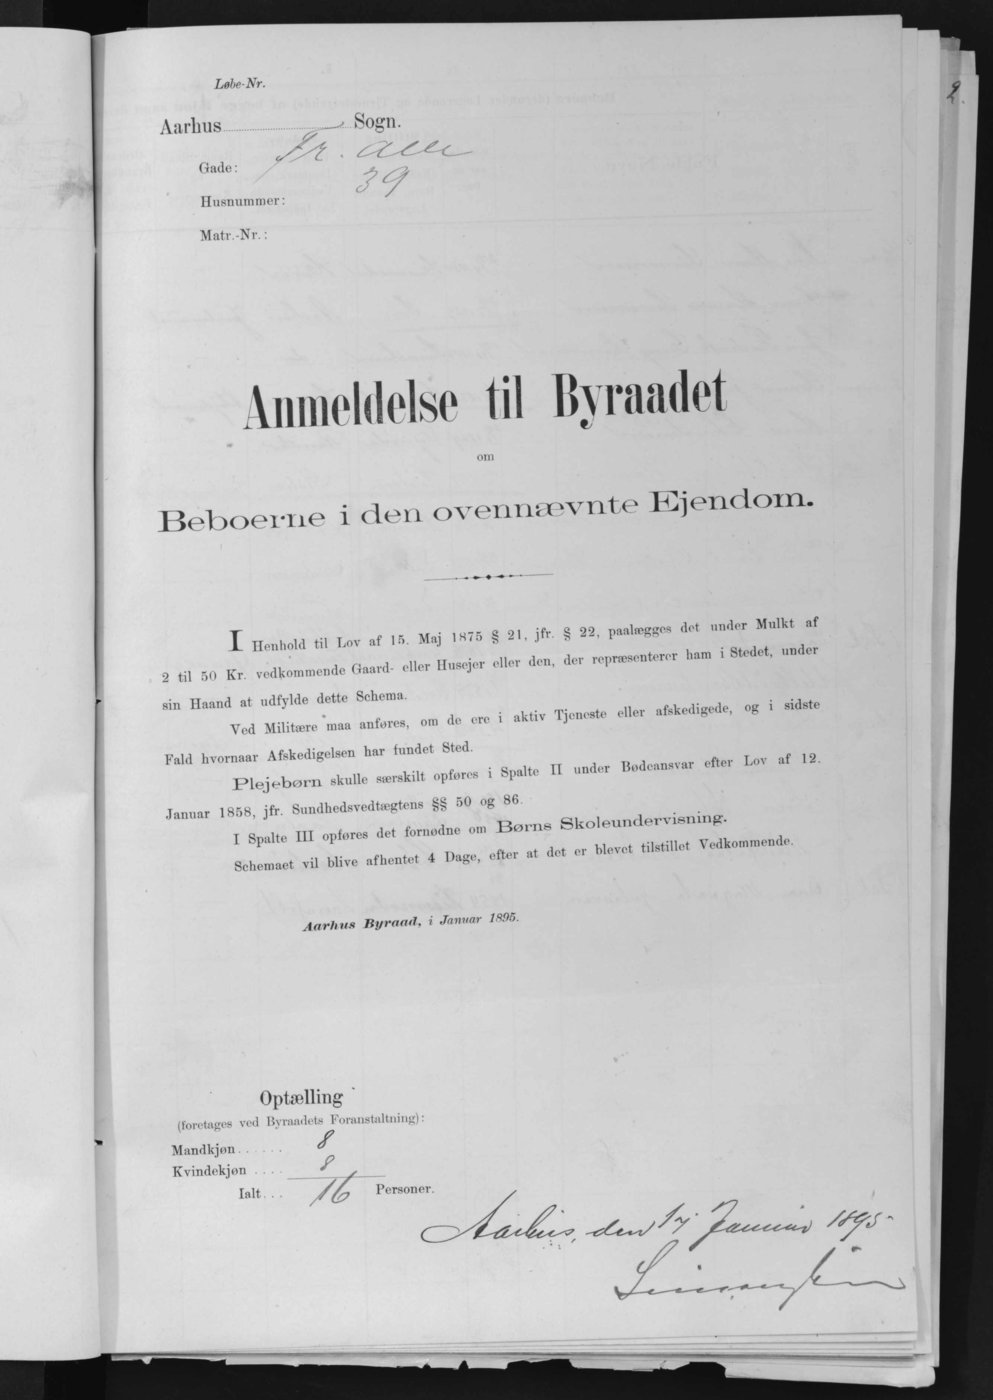 2.
Løbe-Nr.
Aarhus Sogn.
Gade: Fr. Alle
39
Husnummer:
Matr.-Nr.:
Anmeldelse til Byraadet
om
Beboerne i den ovennævnte Ejendom.
I Henhold til Lov af 15. Maj 1875 § 21, jfr. § 22, paalægges det under Mulkt af
2 til 50 Kr. vedkommende Gaard- eller Husejer eller den, der repræsenterer ham i Stedet, under
sin Haand at udfylde dette Schema.
Ved Militære maa anføres, om de ere i aktiv Tjeneste eller afskedigede, og i sidste
Fald hvornaar Afskedigelsen har fundet Sted.
Plejebørn skulle særskilt opføres i Spalte II under Bødeansvar efter Lov af 12.
Januar 1858, jfr. Sundhedsvedtægtens §§ 50 og 86.
I Spalte III opføres det fornødne om Børns Skoleundervisning.
Schemaet vil blive afhentet 4 Dage, efter at det er blevet tilstillet Vedkommende.
Aarhus Byraad, i Januar 1895.
Optælling
(foretages ved Byraadets Foranstaltning):
Mandkjøn...... 8
Kvindekjøn .... 8
Ialt... 16 Personer.
Aarhus, den 17 Januar 1895